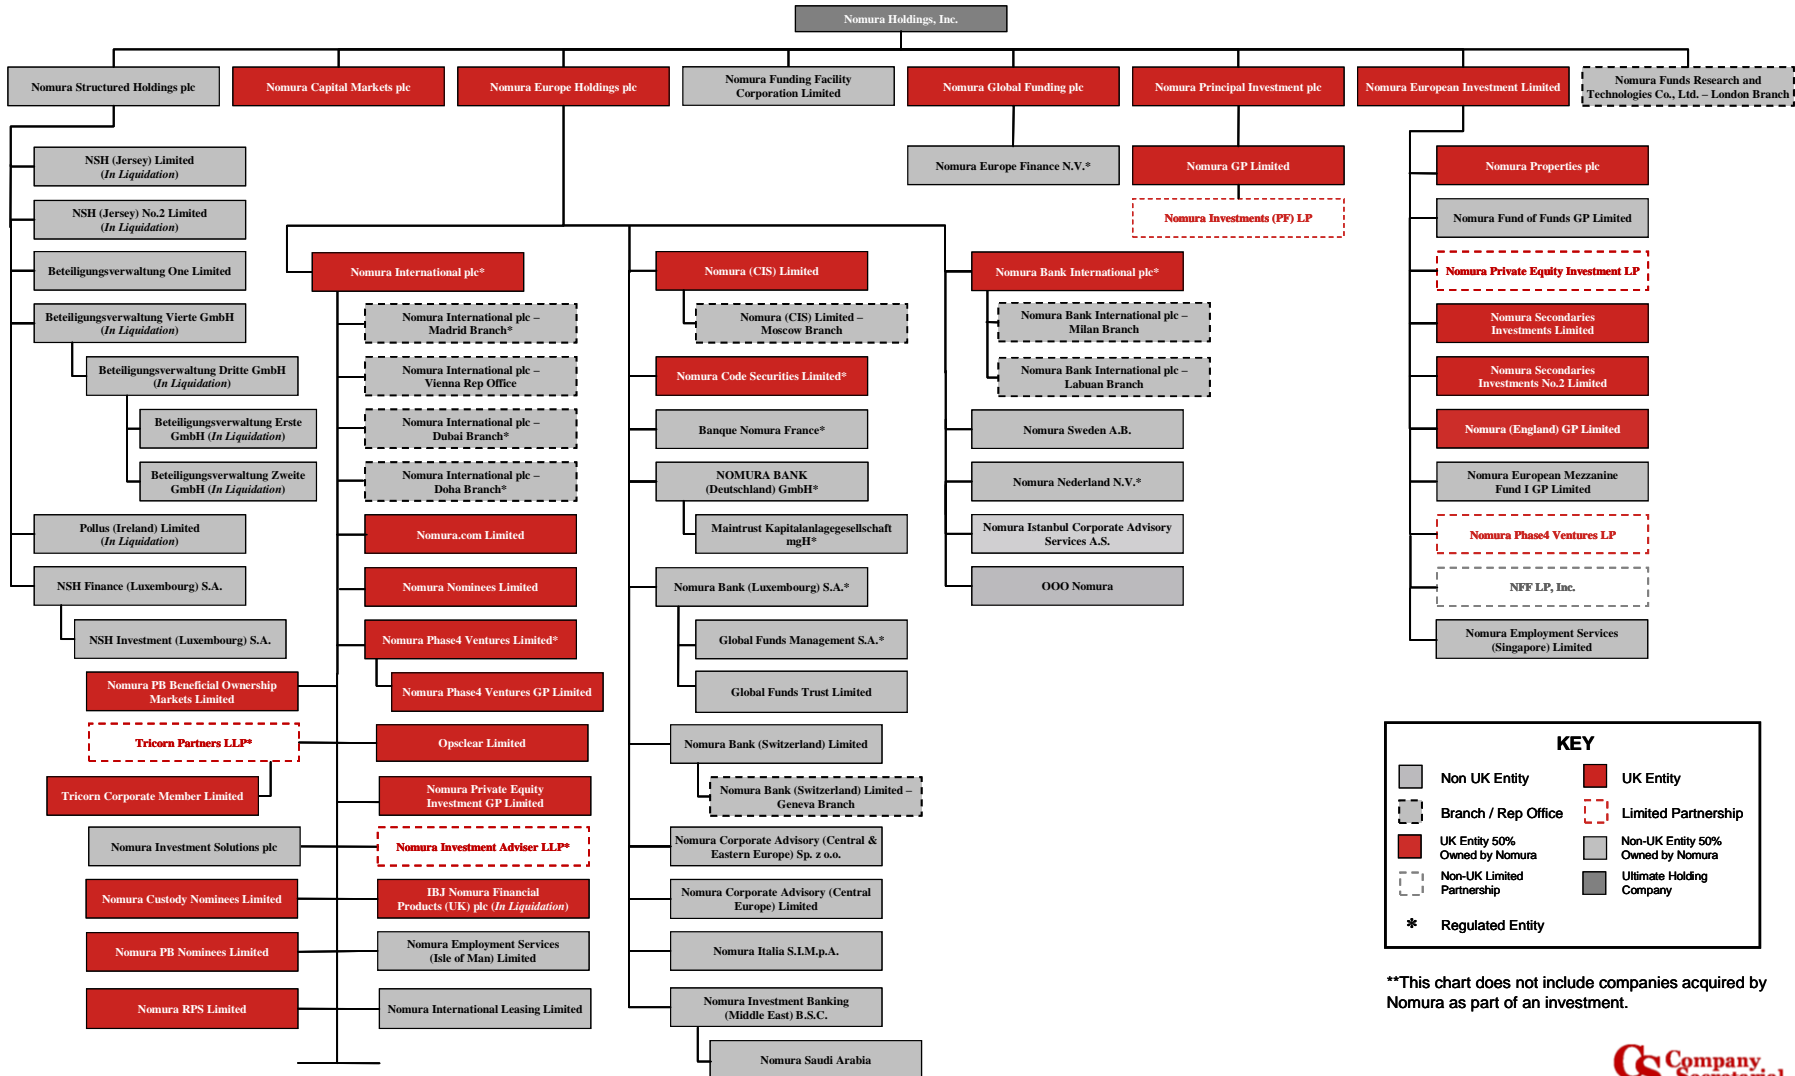 Nomura Holdings, Inc.
Nomura Structured Holdings plc
Nomura Capital Markets plc
Nomura Europe Holdings plc
Nomura Funding Facility
Corporation Limited
Nomura Global Funding plc
Nomura Principal Investment plc
Nomura European Investment Limited
Nomura Funds Research and
Technologies Co., Ltd. – London Branch
NSH (Jersey) Limited
(In Liquidation)
NSH (Jersey) No.2 Limited
(In Liquidation)
Beteiligungsverwaltung One Limited
Beteiligungsverwaltung Vierte GmbH
(In Liquidation)
Beteiligungsverwaltung Dritte GmbH
(In Liquidation)
Beteiligungsverwaltung Erste
GmbH (In Liquidation)
Beteiligungsverwaltung Zweite
GmbH (In Liquidation)
Pollus (Ireland) Limited
(In Liquidation)
NSH Finance (Luxembourg) S.A.
NSH Investment (Luxembourg) S.A.
Nomura International plc*
Nomura International plc –
Madrid Branch*
Nomura International plc –
Vienna Rep Office
Nomura International plc –
Dubai Branch*
Nomura International plc –
Doha Branch*
Nomura.com Limited
Nomura Nominees Limited
Nomura Phase4 Ventures Limited*
Nomura Phase4 Ventures GP Limited
Nomura PB Beneficial Ownership
Markets Limited
Tricorn Partners LLP*
Opsclear Limited
Tricorn Corporate Member Limited
Nomura Private Equity
Investment GP Limited
Nomura Investment Solutions plc
Nomura Investment Adviser LLP*
Nomura Custody Nominees Limited
IBJ Nomura Financial
Products (UK) plc (In Liquidation)
Nomura PB Nominees Limited
Nomura Employment Services
(Isle of Man) Limited
Nomura RPS Limited
Nomura International Leasing Limited
Nomura (CIS) Limited
Nomura (CIS) Limited –
Moscow Branch
Nomura Code Securities Limited*
Banque Nomura France*
NOMURA BANK
(Deutschland) GmbH*
Maintrust Kapitalanlagegesellschaft
mgH*
Nomura Bank (Luxembourg) S.A.*
Global Funds Management S.A.*
Global Funds Trust Limited
Nomura Bank (Switzerland) Limited
Nomura Bank (Switzerland) Limited –
Geneva Branch
Nomura Corporate Advisory (Central &
Eastern Europe) Sp. z o.o.
Nomura Corporate Advisory (Central
Europe) Limited
Nomura Italia S.I.M.p.A.
Nomura Investment Banking
(Middle East) B.S.C.
Nomura Saudi Arabia
Nomura Bank International plc*
Nomura Bank International plc –
Milan Branch
Nomura Bank International plc –
Labuan Branch
Nomura Sweden A.B.
Nomura Nederland N.V.*
Nomura Istanbul Corporate Advisory
Services A.S.
OOO Nomura
Nomura Europe Finance N.V.*
Nomura GP Limited
Nomura Investments (PF) LP
Nomura Properties plc
Nomura Fund of Funds GP Limited
Nomura Private Equity Investment LP
Nomura Secondaries
Investments Limited
Nomura Secondaries
Investments No.2 Limited
Nomura (England) GP Limited
Nomura European Mezzanine
Fund I GP Limited
Nomura Phase4 Ventures LP
NFF LP, Inc.
Nomura Employment Services
(Singapore) Limited
KEY
Non UK Entity
UK Entity
Branch / Rep Office
Limited Partnership
UK Entity 50%
Owned by Nomura
Non-UK Entity 50%
Owned by Nomura
Non-UK Limited
Partnership
Ultimate Holding
Company
* Regulated Entity
**This chart does not include companies acquired by
Nomura as part of an investment.
CS Company
Secretarial